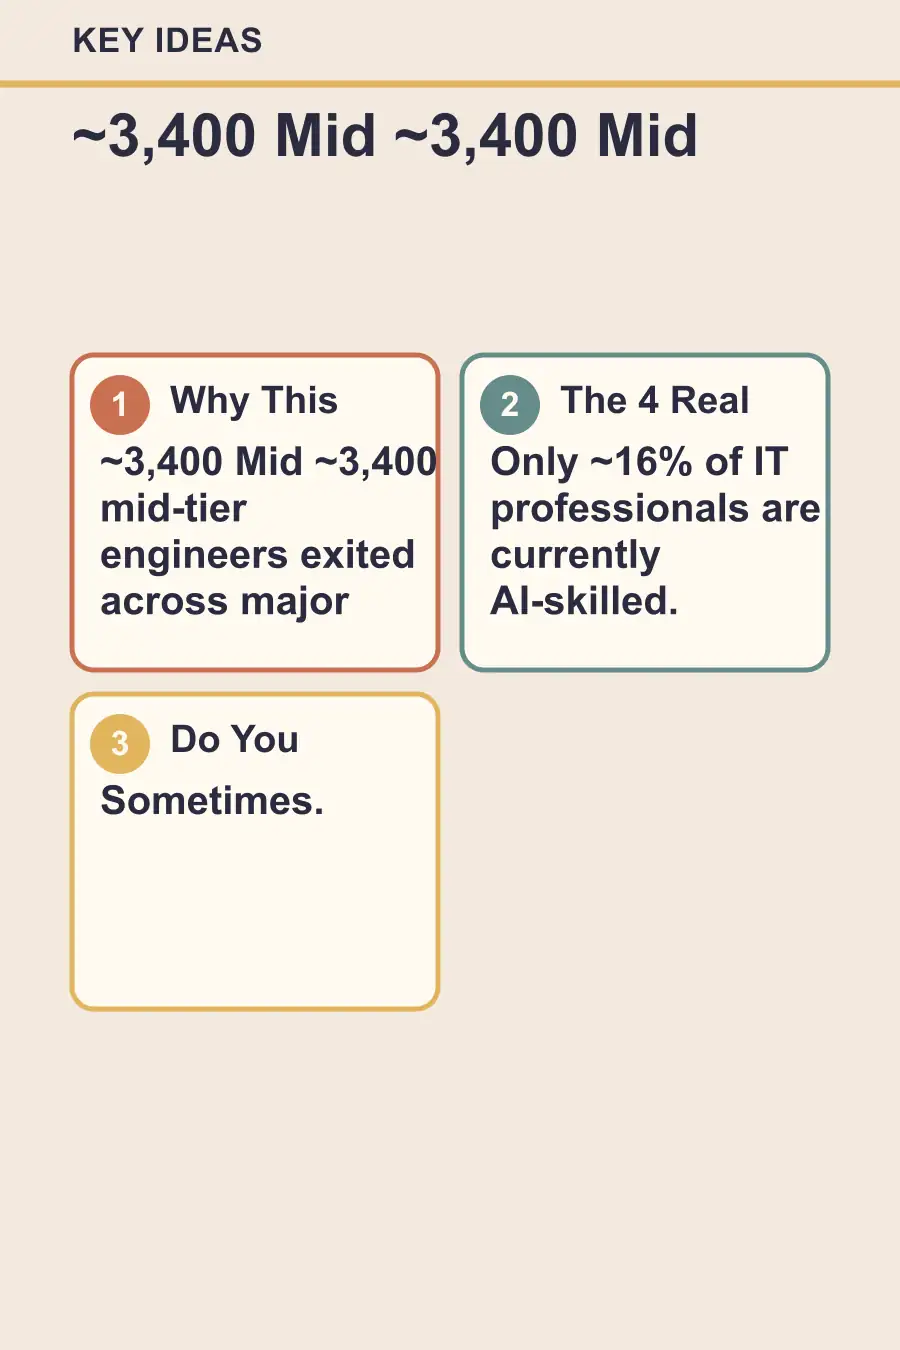 KEY IDEAS
~3,400 Mid ~3,400 Mid
1 Why This
~3,400 Mid ~3,400
mid-tier
engineers exited
across major
2 The 4 Real
Only ~16% of IT
professionals are
currently
AI-skilled.
3 Do You
Sometimes.